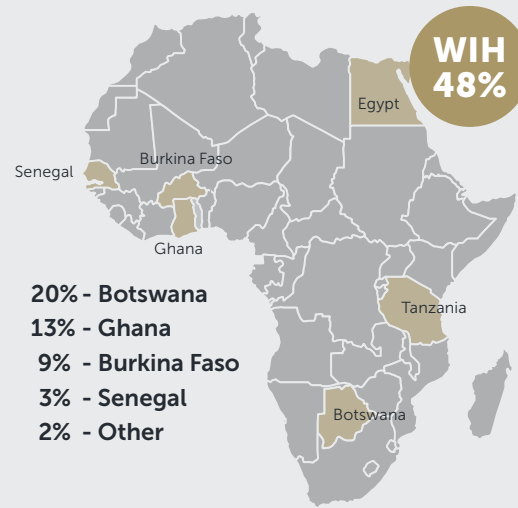 WIH
48%
Egypt
Burkina Faso
Senegal
Ghana
20% - Botswana
13% - Ghana
9% - Burkina Faso
3% - Senegal
2% - Other
Tanzania
Botswana